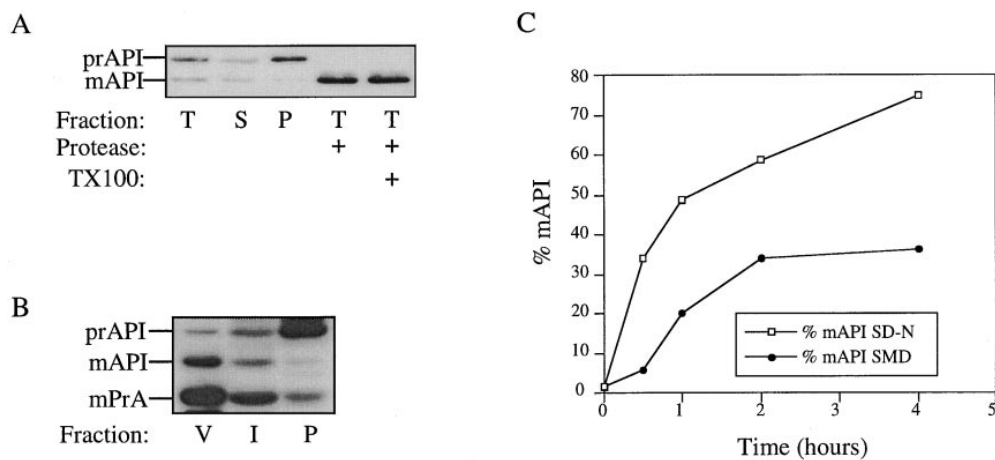 A
prAPI
mAPI
Fraction: T S P T T
Protease: + +
TX100: +
B
prAPI
mAPI
mPrA
Fraction: V I P
C
80
70
60
50
40
30
20
10
0
% mAPI
% mAPI SD-N
% mAPI SMD
0 1 2 3 4 5
Time (hours)